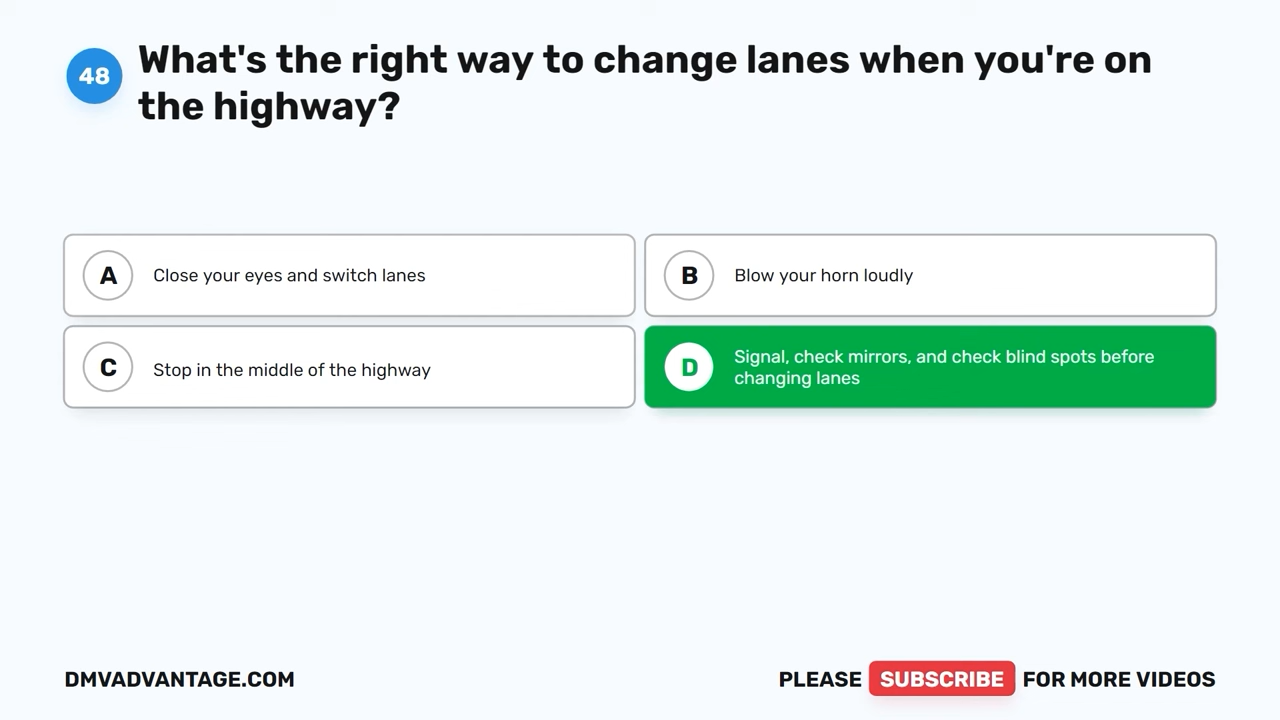 48
What's the right way to change lanes when you're on
the highway?
A
Close your eyes and switch lanes
B
Blow your horn loudly
C
Stop in the middle of the highway
D
Signal, check mirrors, and check blind spots before
changing lanes
DMVADVANTAGE.COM
PLEASE SUBSCRIBE FOR MORE VIDEOS